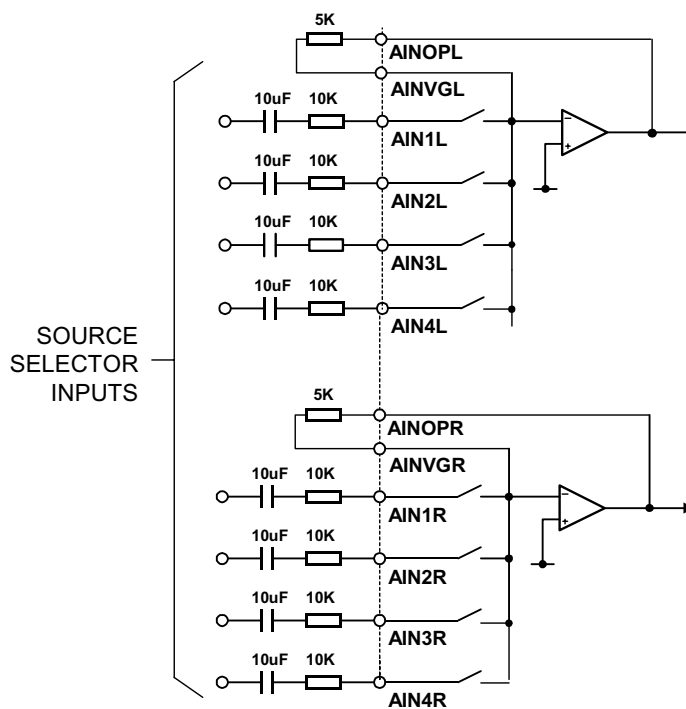 5K
AINOPL
AINVGL
10uF 10K
AIN1L
10uF 10K
AIN2L
10uF 10K
AIN3L
10uF 10K
AIN4L
SOURCE
SELECTOR
INPUTS
5K
AINOPR
AINVGR
10uF 10K
AIN1R
10uF 10K
AIN2R
10uF 10K
AIN3R
10uF 10K
AIN4R